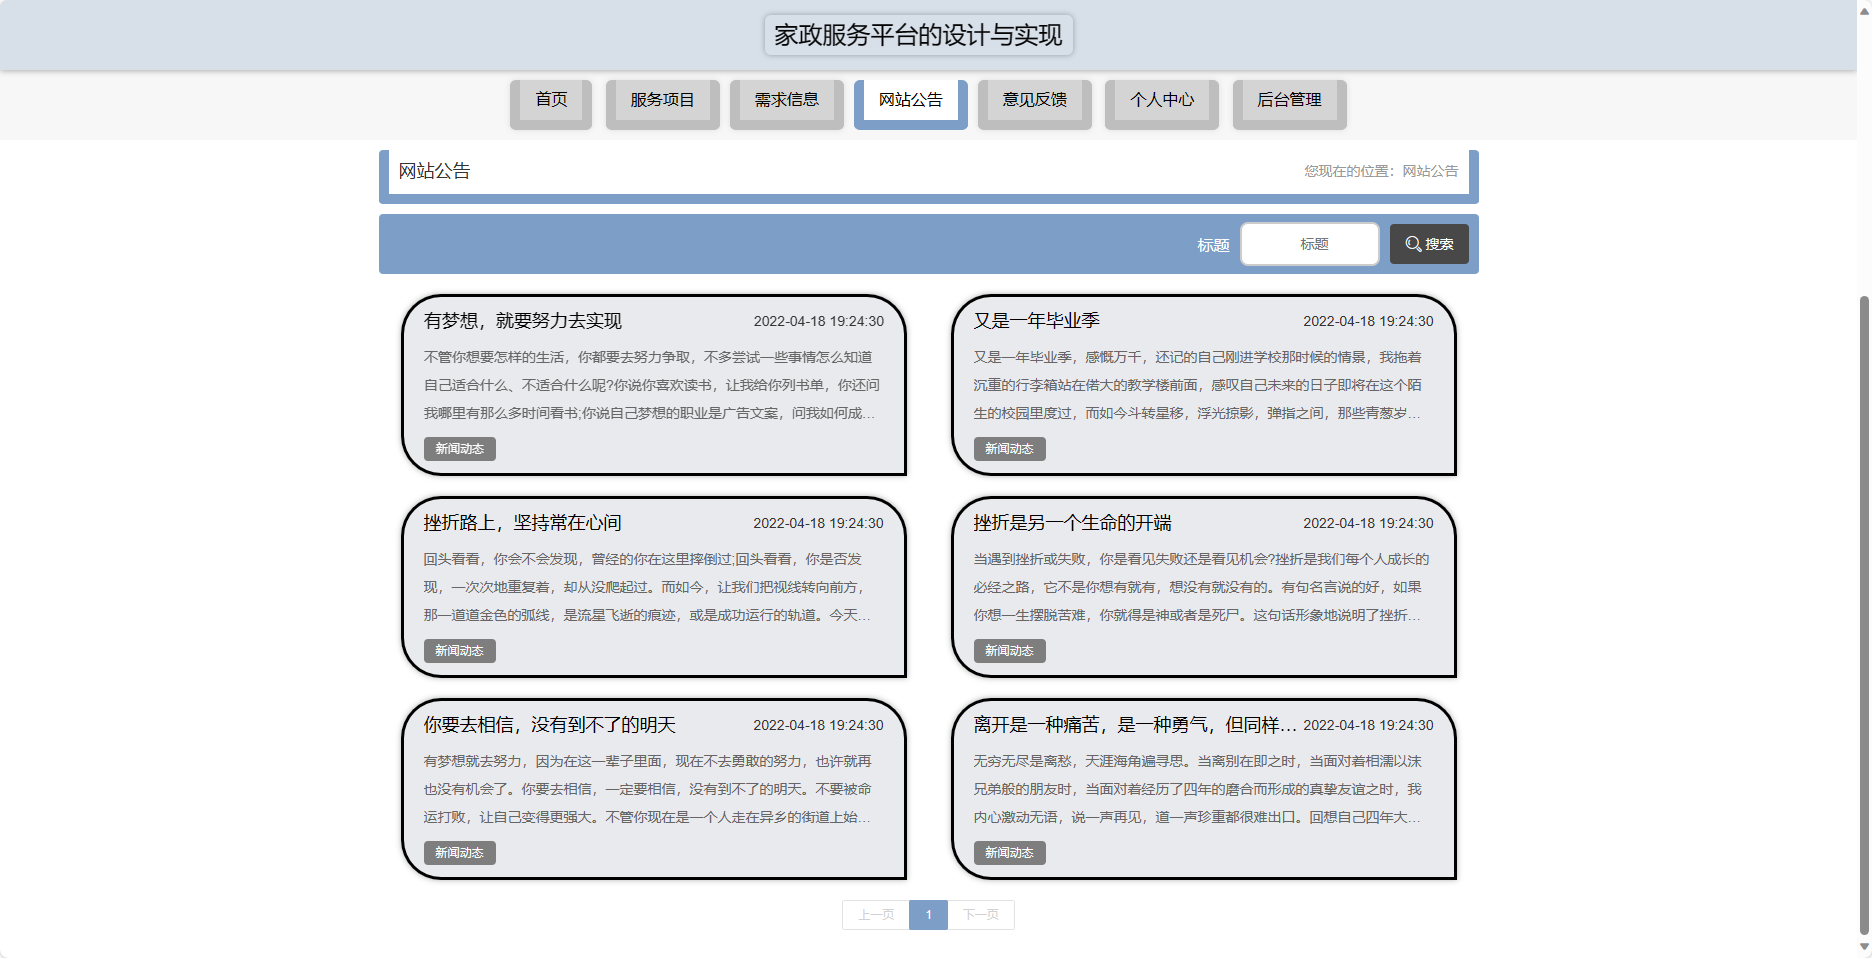 家政服务平台的设计与实现
首页 服务项目 需求信息 网站公告 意见反馈 个人中心 后台管理
网站公告 您现在的位置：网站公告
标题 标题 搜索
有梦想，就要努力去实现 2022-04-18 19:24:30
不管你想要怎样的生活，你都要去努力争取，不多尝试一些事情怎么知道
自己适合什么、不适合什么呢?你说你喜欢读书，让我给你列书单，你还问
我哪里有那么多时间看书;你说自己梦想的职业是广告文案，问我如何成…
新闻动态
又是一年毕业季 2022-04-18 19:24:30
又是一年毕业季，感慨万千，还记的自己刚进学校那时候的情景，我拖着
沉重的行李箱站在偌大的教学楼前面，感叹自己未来的日子即将在这个陌
生的校园里度过，而如今斗转星移，浮光掠影，弹指之间，那些青葱岁…
新闻动态
挫折路上，坚持常在心间 2022-04-18 19:24:30
回头看看，你会不会发现，曾经的你在这里摔倒过;回头看看，你是否发
现，一次次地重复着，却从没爬起过。而如今，让我们把视线转向前方，
那一道道金色的弧线，是流星飞逝的痕迹，或是成功运行的轨道。今天…
新闻动态
挫折是另一个生命的开端 2022-04-18 19:24:30
当遇到挫折或失败，你是看见失败还是看见机会?挫折是我们每个人成长的
必经之路，它不是你想有就有，想没有就没有的。有句名言说的好，如果
你想一生摆脱苦难，你就得是神或者是死尸。这句话形象地说明了挫折…
新闻动态
你要去相信，没有到不了的明天 2022-04-18 19:24:30
有梦想就去努力，因为在这一辈子里面，现在不去勇敢的努力，也许就再
也没有机会了。你要去相信，一定要相信，没有到不了的明天。不要被命
运打败，让自己变得更强大。不管你现在是一个人走在异乡的街道上始…
新闻动态
离开是一种痛苦，是一种勇气，但同样… 2022-04-18 19:24:30
无穷无尽是离愁，天涯海角遍寻思。当离别在即之时，当面对着相濡以沫
兄弟般的朋友时，当面对着经历了四年的磨合而形成的真挚友谊之时，我
内心激动无语，说一声再见，道一声珍重都很难出口。回想自己四年大…
新闻动态
上一页 1 下一页